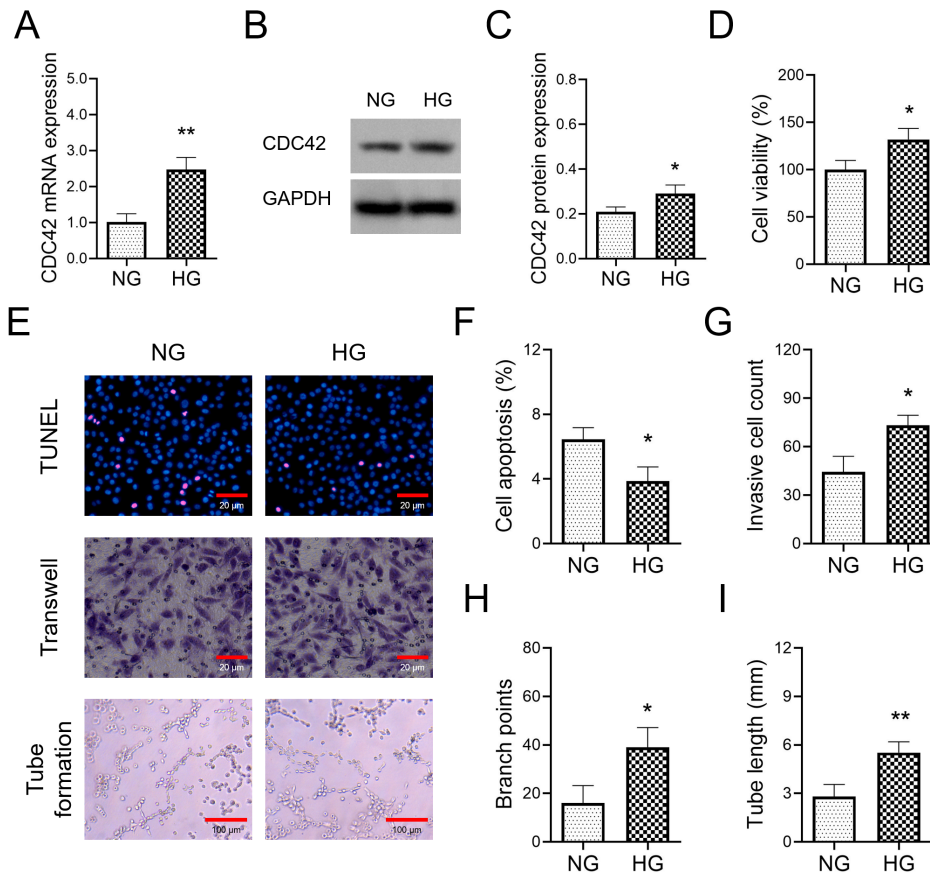 A
CDC42 mRNA expression
5.0
4.0
3.0
2.0
1.0
0.0
**
NG
HG
B
NG
HG
CDC42
GAPDH
C
CDC42 protein expression
0.8
0.6
0.4
0.2
0.0
*
NG
HG
D
Cell viability (%)
200
150
100
50
0
*
NG
HG
E
NG
HG
TUNEL
20 μm
20 μm
Transwell
20 μm
20 μm
Tube
formation
100 μm
100 μm
F
Cell apoptosis (%)
12
8
4
0
*
NG
HG
G
Invasive cell count
120
90
60
30
0
*
NG
HG
H
Branch points
80
60
40
20
0
*
NG
HG
I
Tube length (mm)
12
6
3
0
**
NG
HG